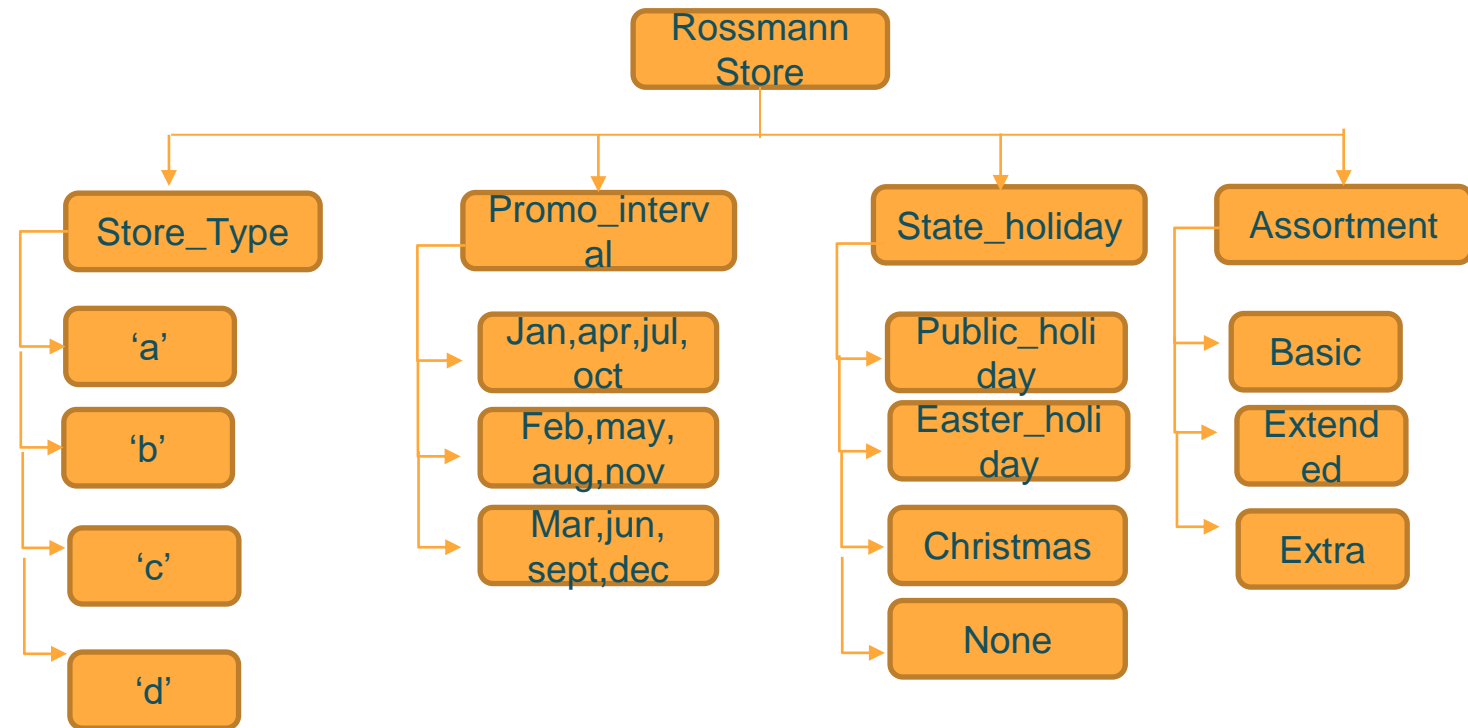 Rossmann
Store
Store_Type
‘a’
‘b’
‘c’
‘d’
Promo_interv
al
Jan,apr,jul,
oct
Feb,may,
aug,nov
Mar,jun,
sept,dec
State_holiday
Public_holi
day
Easter_holi
day
Christmas
None
Assortment
Basic
Extend
ed
Extra